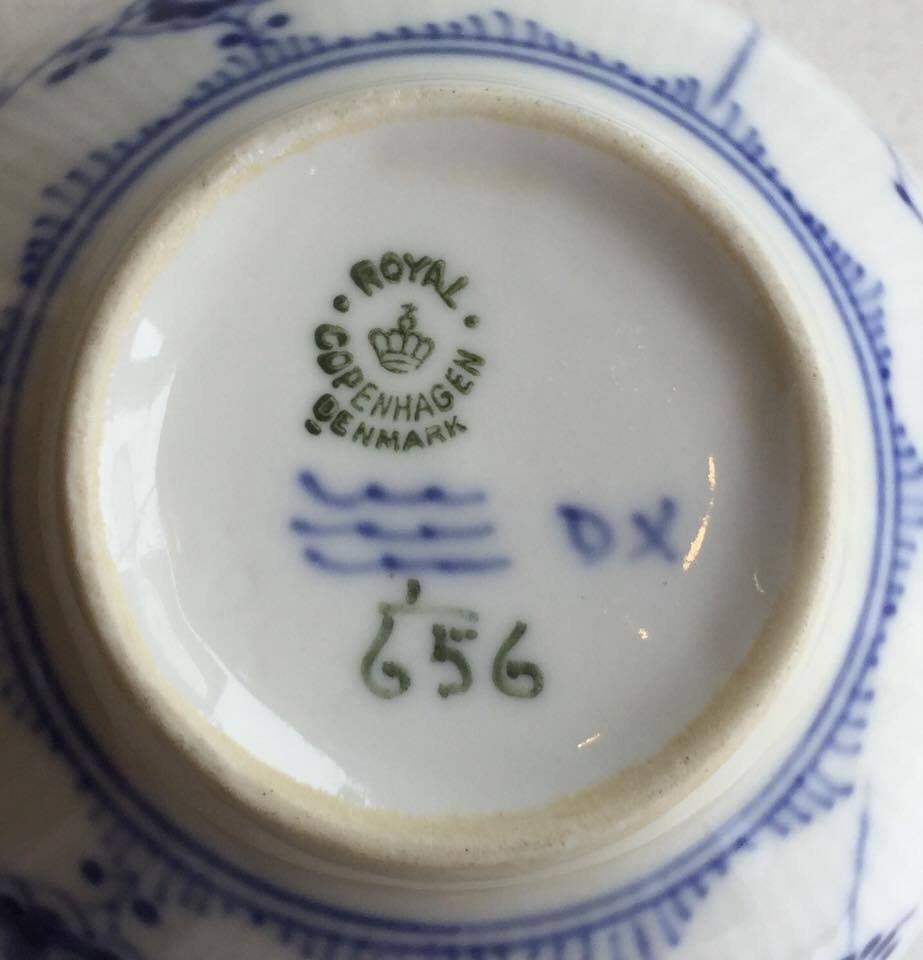 ROYAL
COPENHAGEN
DENMARK
DX
656